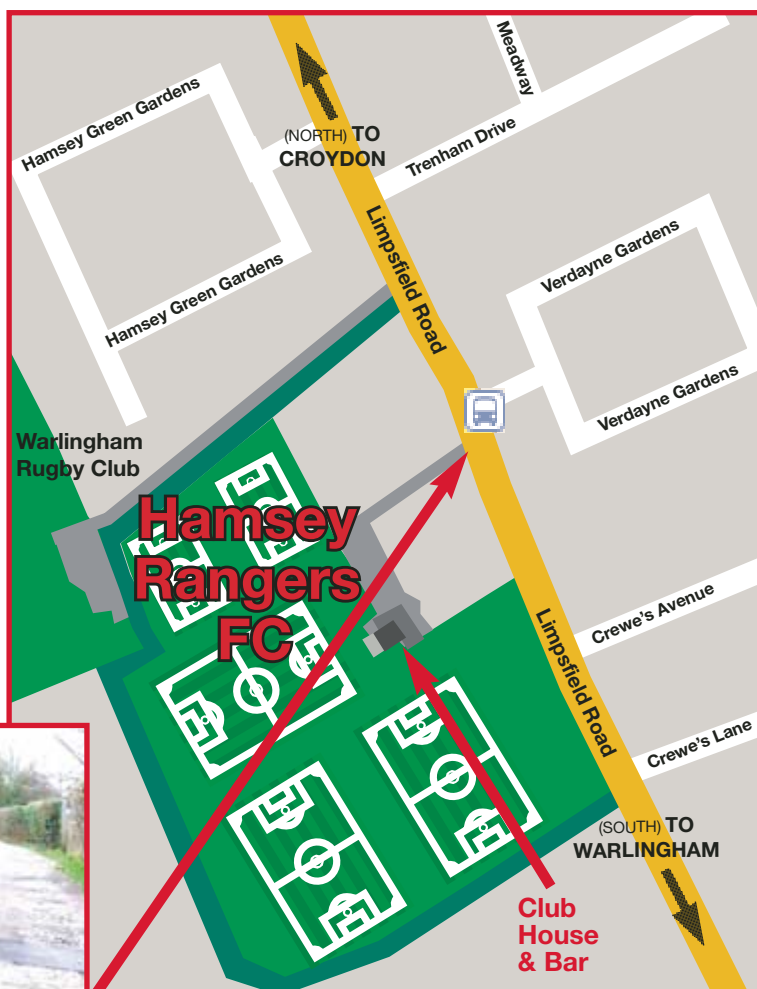 Meadway
Hamsey Green Gardens
(NORTH) TO
CROYDON
Trenham Drive
Limpsfield Road
Verdayne Gardens
Hamsey Green Gardens
Verdayne Gardens
Warlingham
Rugby Club
Hamsey
Rangers
FC
Crewe's Avenue
Limpsfield Road
Crewe's Lane
(SOUTH) TO
WARLINGHAM
Club
House
& Bar